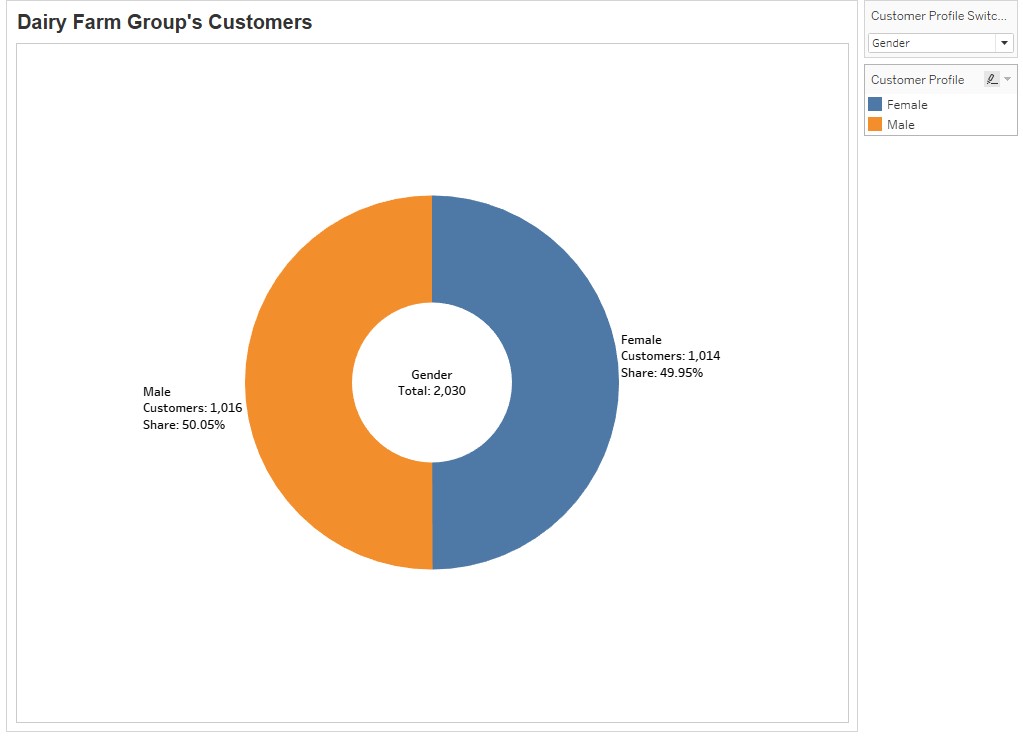 Dairy Farm Group's Customers
Customer Profile Switc...
Gender
Customer Profile
Female
Male
Female
Customers: 1,014
Share: 49.95%
Gender
Total: 2,030
Male
Customers: 1,016
Share: 50.05%